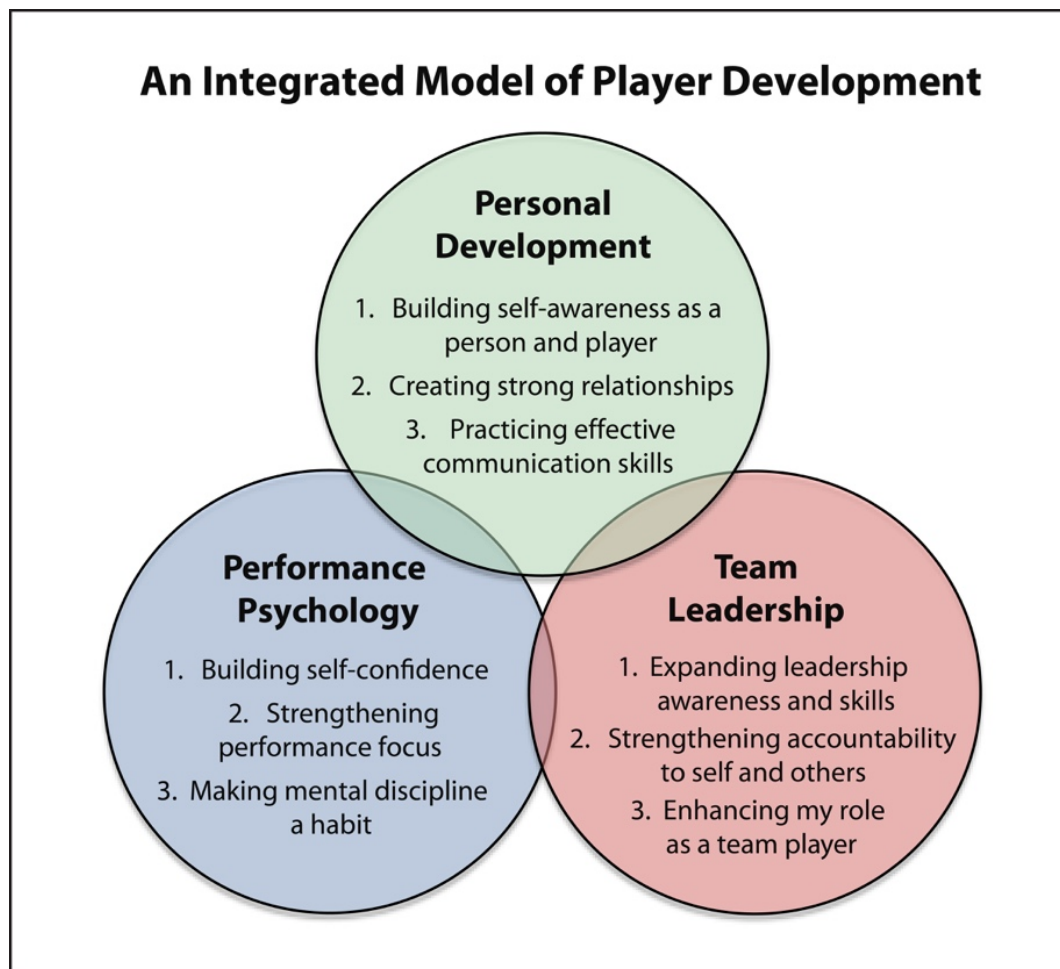 An Integrated Model of Player Development
Personal
Development
1. Building self-awareness as a
person and player
2. Creating strong relationships
3. Practicing effective
communication skills
Performance
Psychology
1. Building self-confidence
2. Strengthening
performance focus
3. Making mental discipline
a habit
Team
Leadership
1. Expanding leadership
awareness and skills
2. Strengthening accountability
to self and others
3. Enhancing my role
as a team player